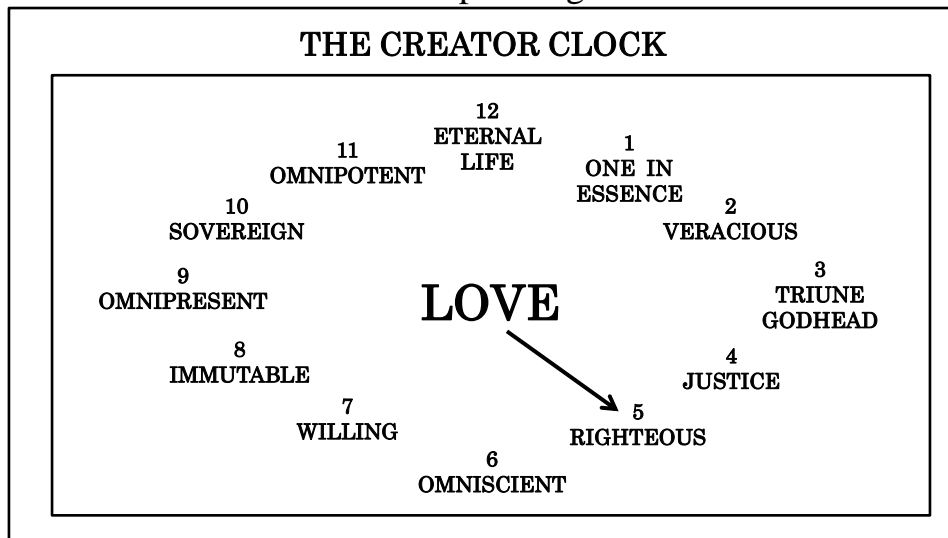 THE CREATOR CLOCK
12
ETERNAL
LIFE
1
ONE IN
ESSENCE
11
OMNIPOTENT
2
VERACIOUS
10
SOVEREIGN
3
TRIUNE
GODHEAD
9
OMNIPRESENT
LOVE
4
JUSTICE
8
IMMUTABLE
5
RIGHTEOUS
7
WILLING
6
OMNISCIENT